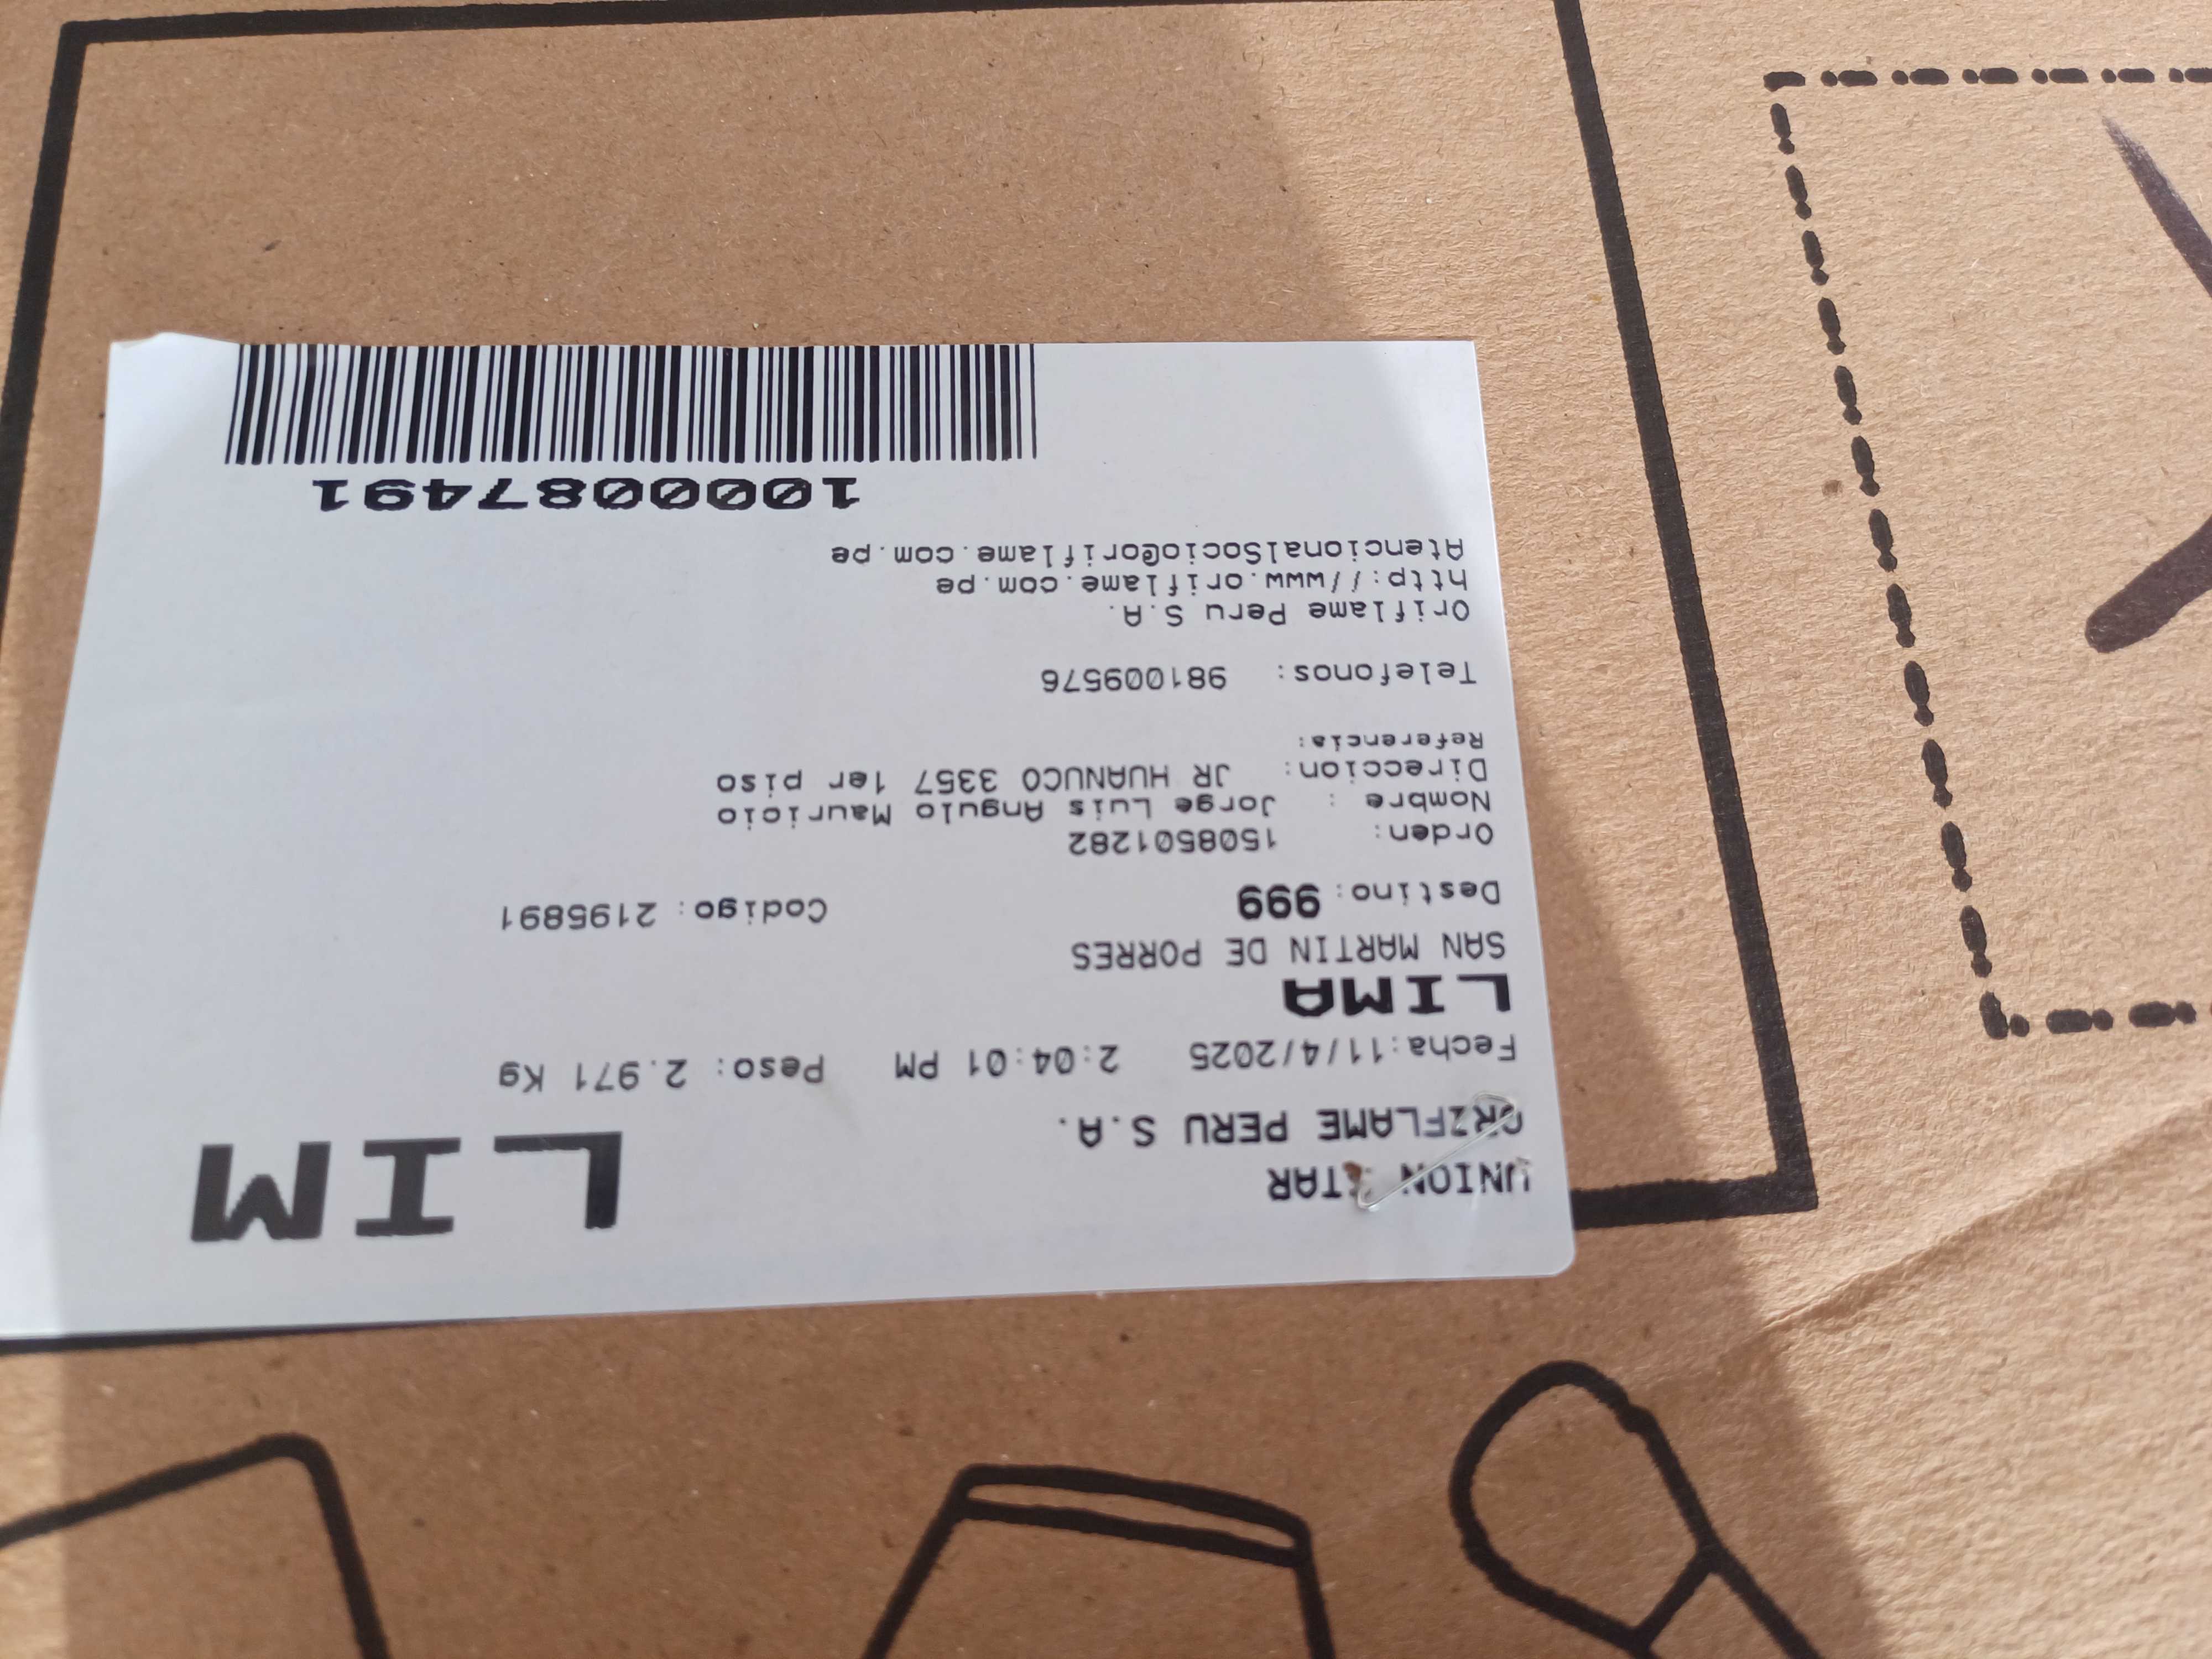 UNION STAR
ORIFLAME PERU S.A.
LIM
Fecha:11/4/2025 2:04:01 PM Peso: 2.971 Kg
LIMA
SAN MARTIN DE PORRES
Destino: 999 Codigo: 2195891
Orden: 1508501282
Nombre : Jorge Luis Angulo Mauricio
Direccion: JR HUANUCO 3357 1er piso
Referencia:
Telefonos: 981009576
Oriflame Peru S.A.
http://www.oriflame.com.pe
AtencionalSocio@oriflame.com.pe
1000087491